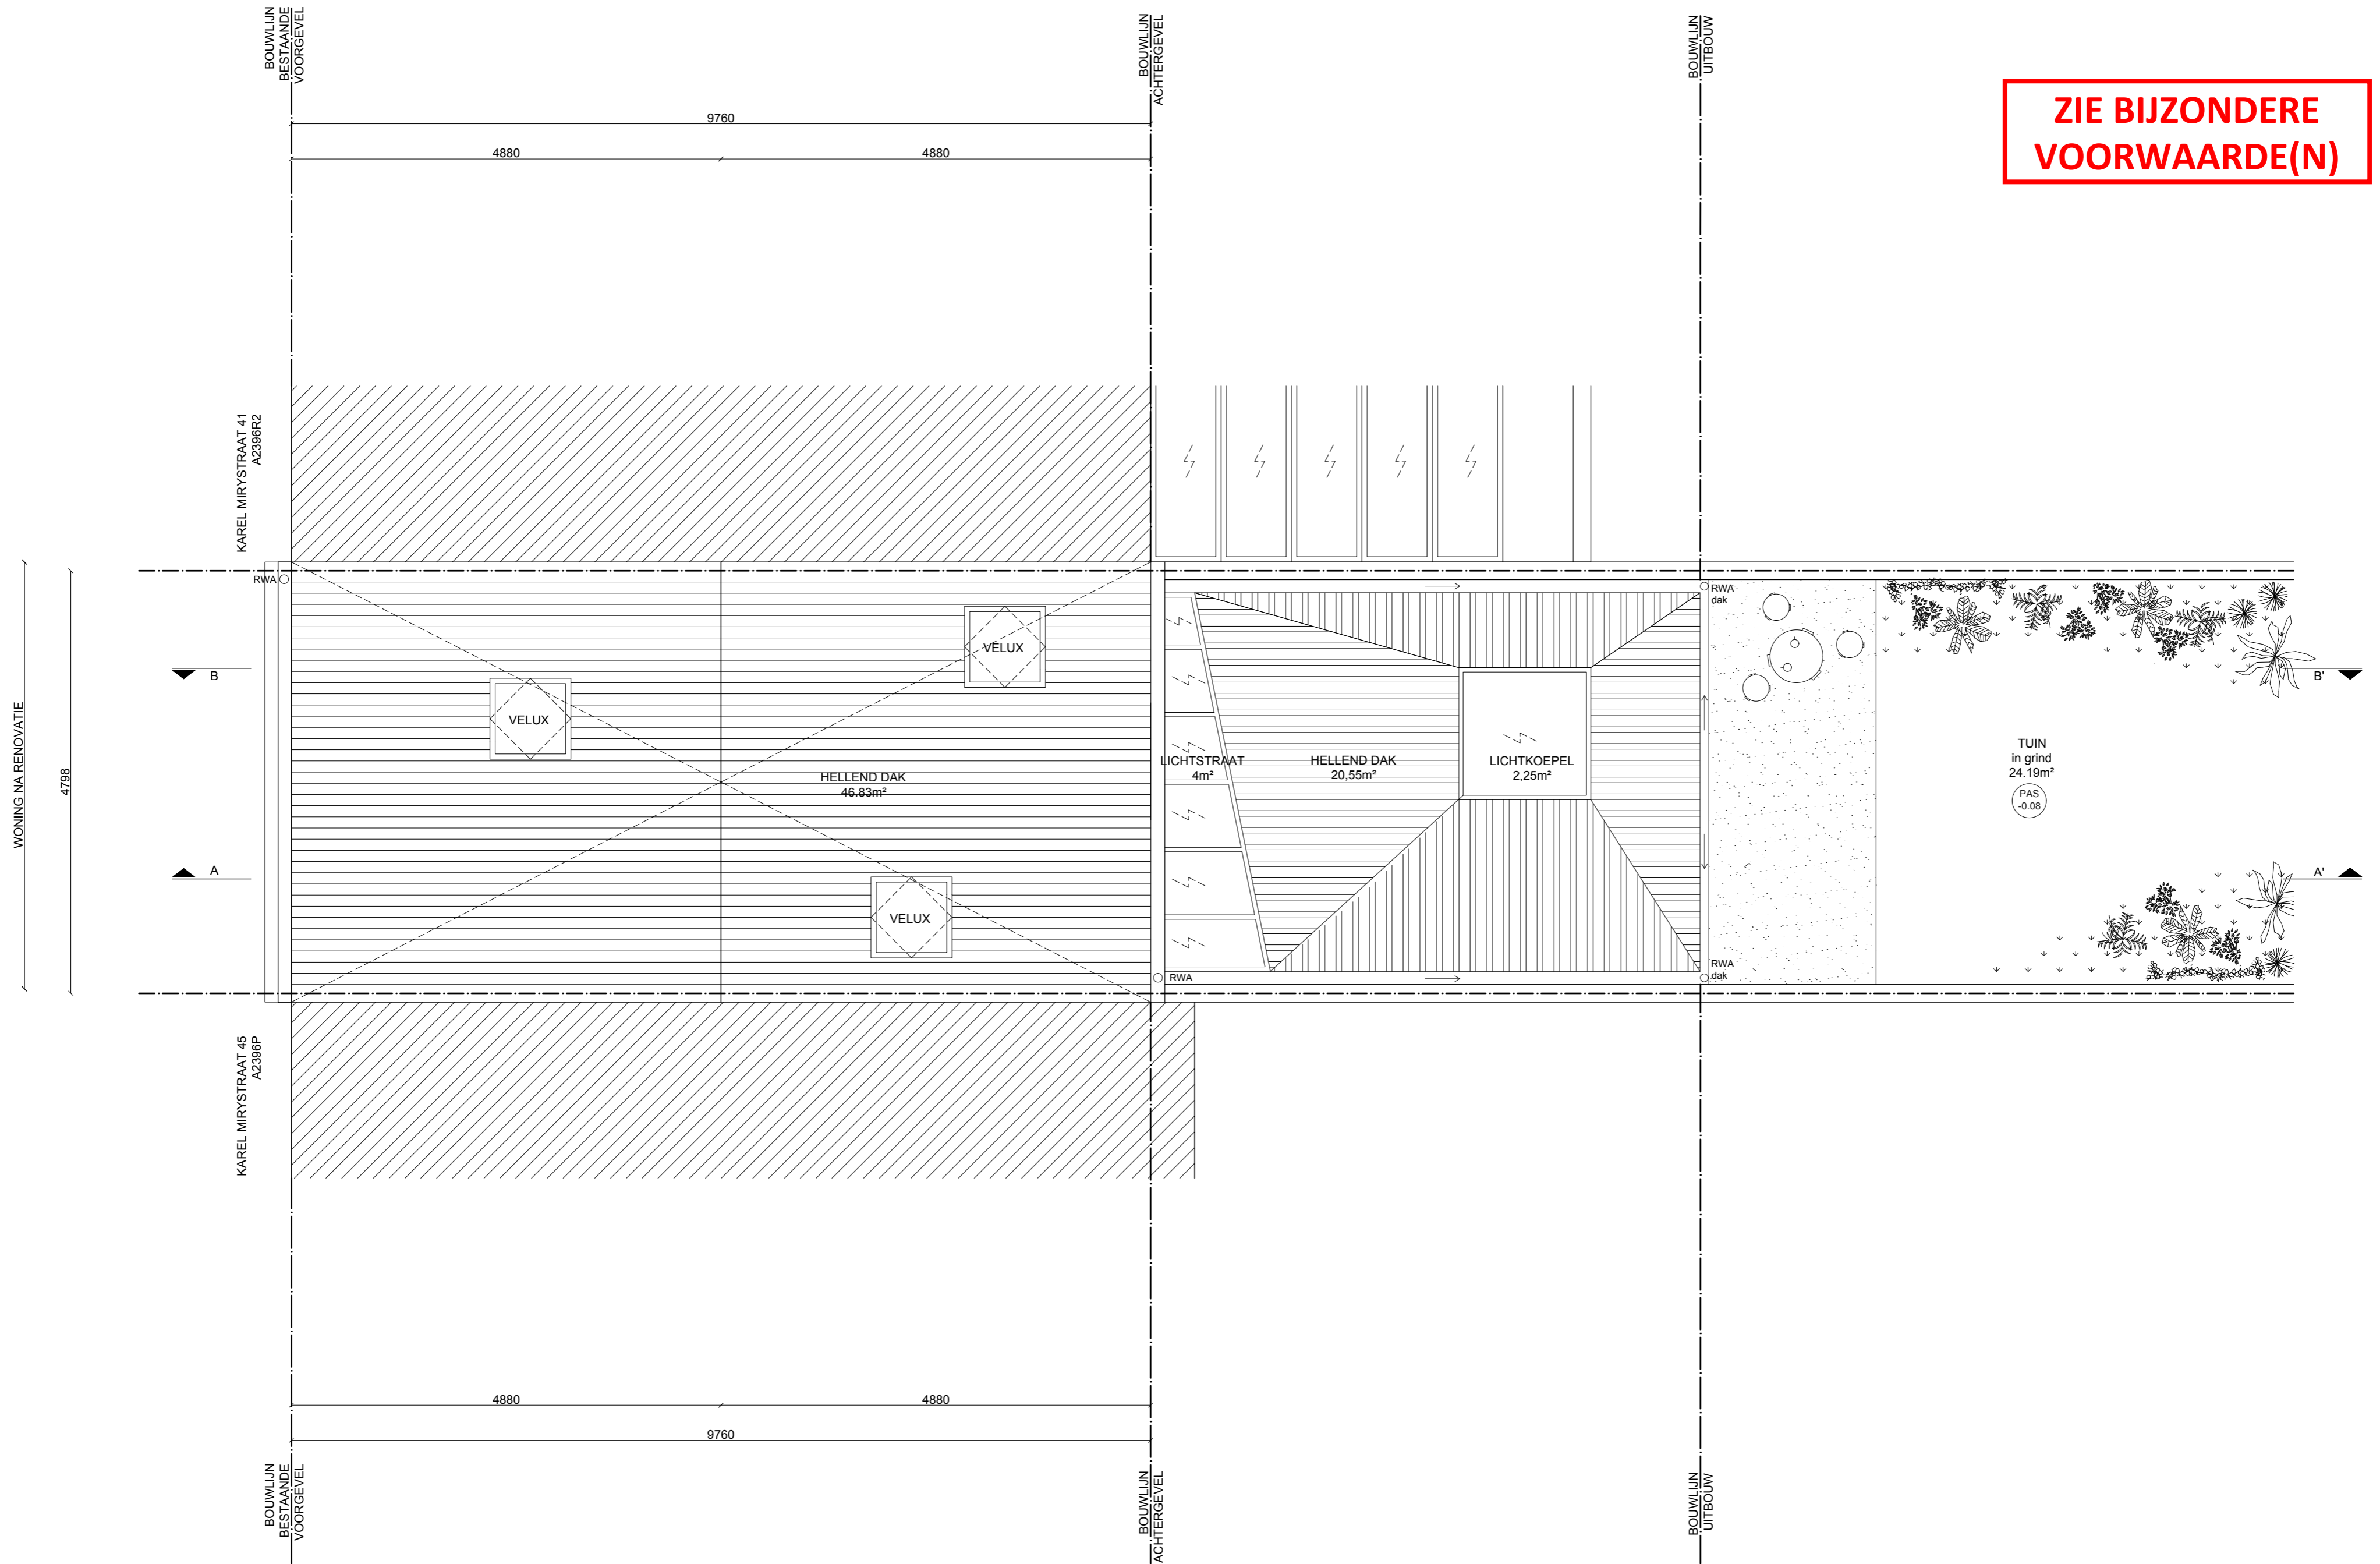 BOUWLIJN
BESTAANDE
VOORGEVEL
BOUWLIJN
ACHTERGEVEL
BOUWLIJN
UITBOUW
ZIE BIJZONDERE
VOORWAARDE(N)
9760
4880
4880
KAREL MIRYSTRAAT 41
A2396R2
WONING NA RENOVATIE
4798
RWA
RWA
dak
B
VELUX
VELUX
B'
HELLEND DAK
46.83m²
LICHTSTRAAT
4m²
HELLEND DAK
20,55m²
LICHTKOEPEL
2,25m²
TUIN
in grind
24.19m²
PAS
-0.08
A
VELUX
A'
RWA
RWA
dak
KAREL MIRYSTRAAT 45
A2396P
4880
4880
9760
BOUWLIJN
BESTAANDE
VOORGEVEL
BOUWLIJN
ACHTERGEVEL
BOUWLIJN
UITBOUW